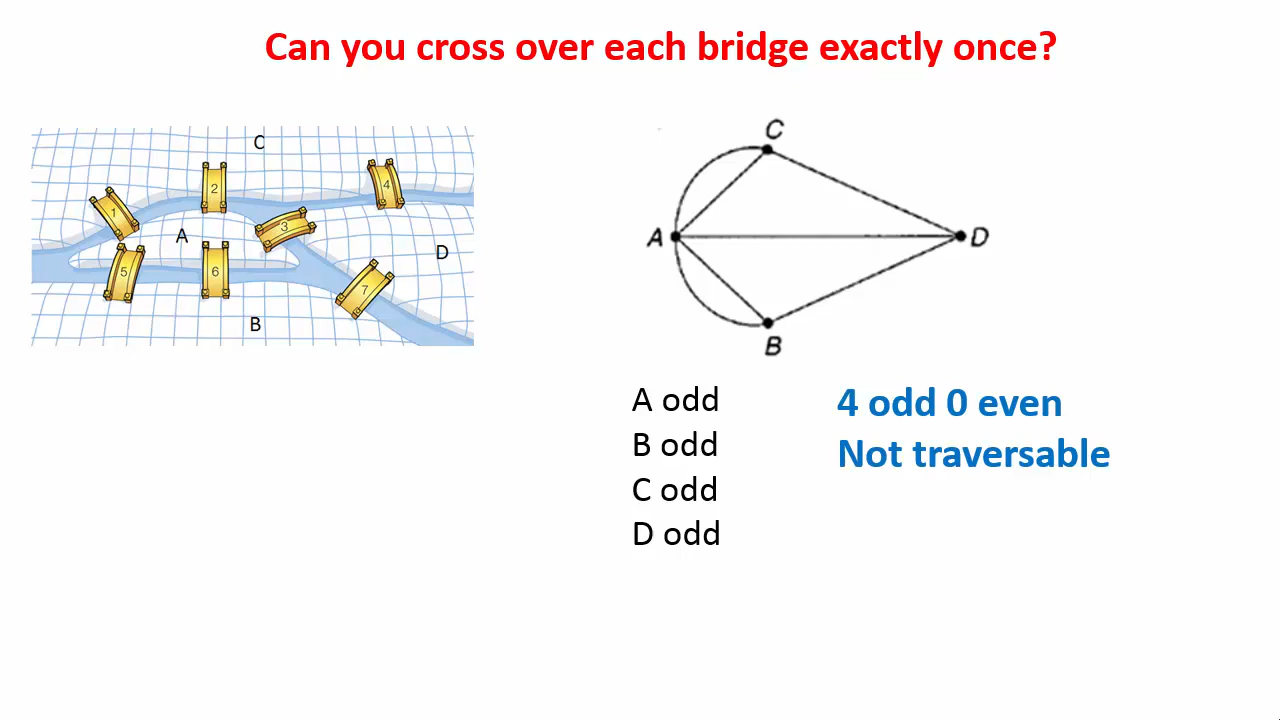 Can you cross over each bridge exactly once?
C
2
4
1
3
A
D
5
6
7
B
C
A
D
B
A odd
B odd
C odd
D odd
4 odd 0 even
Not traversable